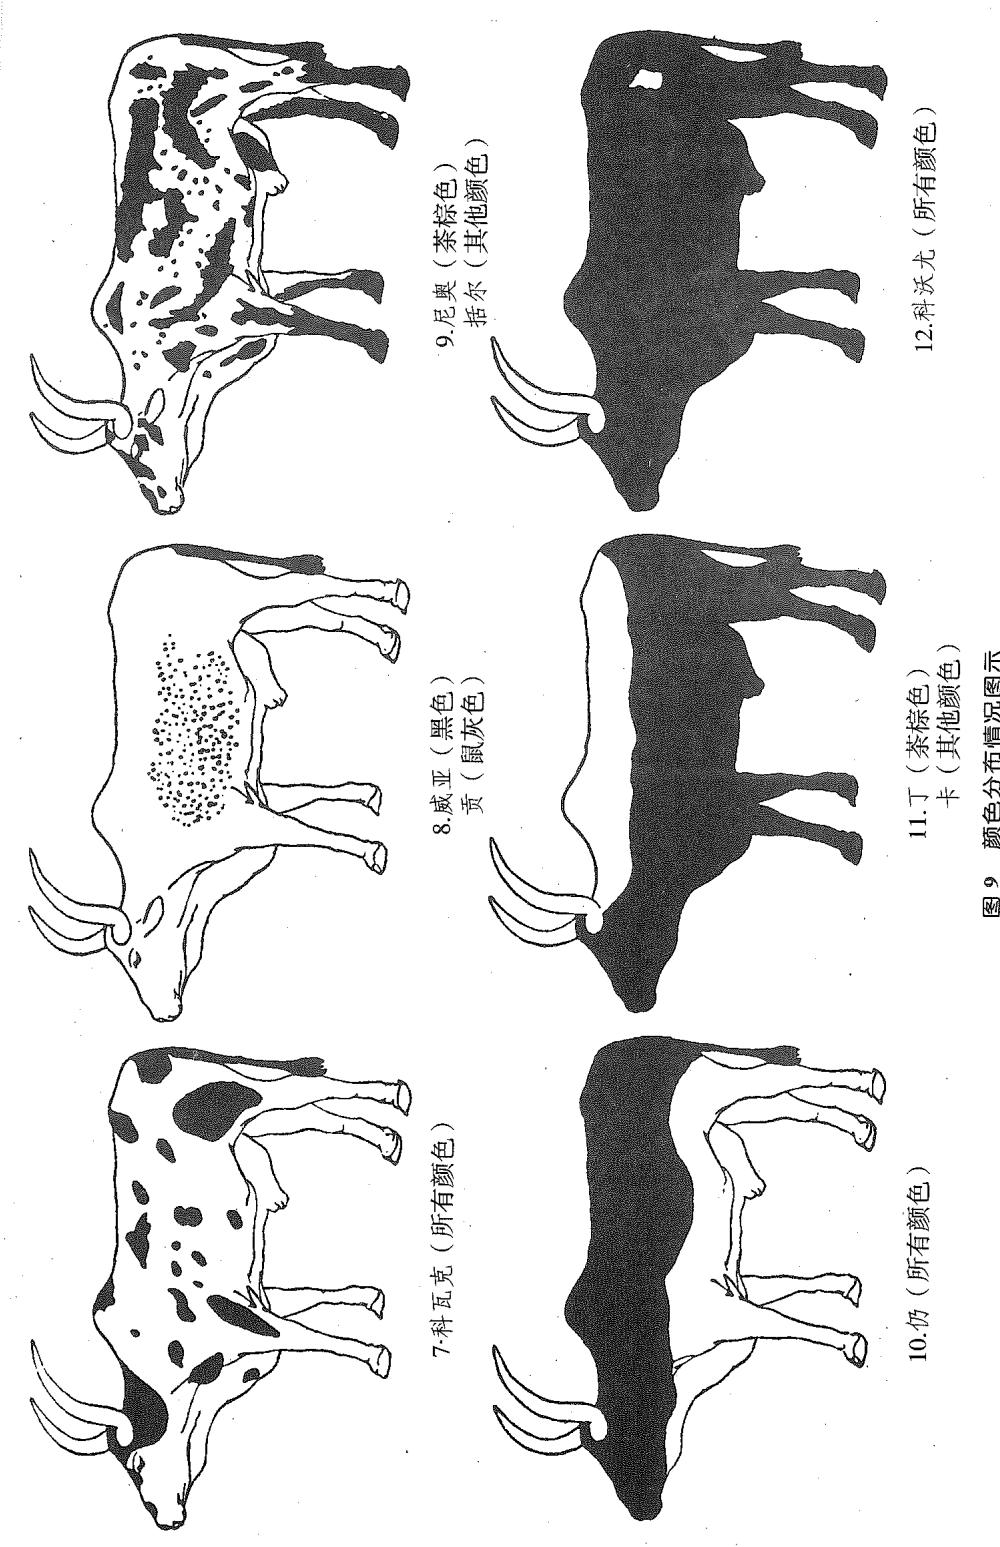 7.科瓦克（所有颜色）
8.威亚（黑色）
贡（鼠灰色）
9.尼奥（茶棕色）
括尔（其他颜色）
10.仍（所有颜色）
11.丁（茶棕色）
卡（其他颜色）
12.科沃尤（所有颜色）
图9 颜色分布情况图示